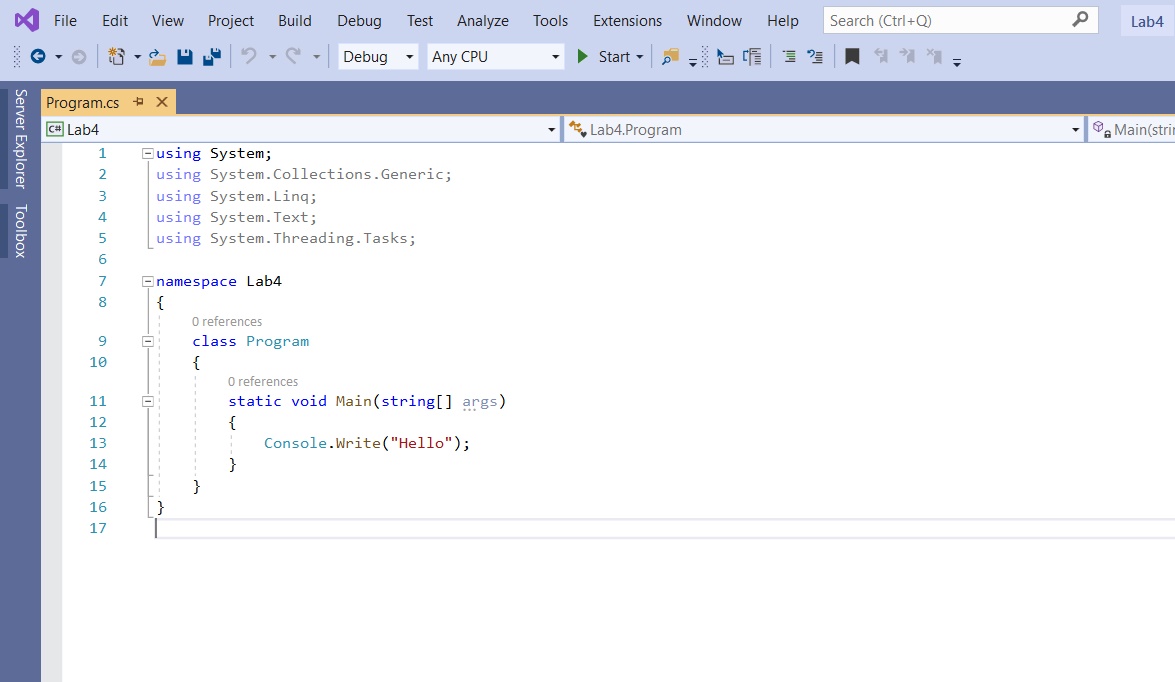 File Edit View Project Build Debug Test Analyze Tools Extensions Window Help Search (Ctrl+Q) Lab4
Debug Any CPU Start
Server Explorer
Toolbox
Program.cs
C# Lab4 Lab4.Program Main(strin
1 using System;
2 using System.Collections.Generic;
3 using System.Linq;
4 using System.Text;
5 using System.Threading.Tasks;
6
7 namespace Lab4
8 {
0 references
9 class Program
10 {
0 references
11 static void Main(string[] args)
12 {
13 Console.Write("Hello");
14 }
15 }
16 }
17